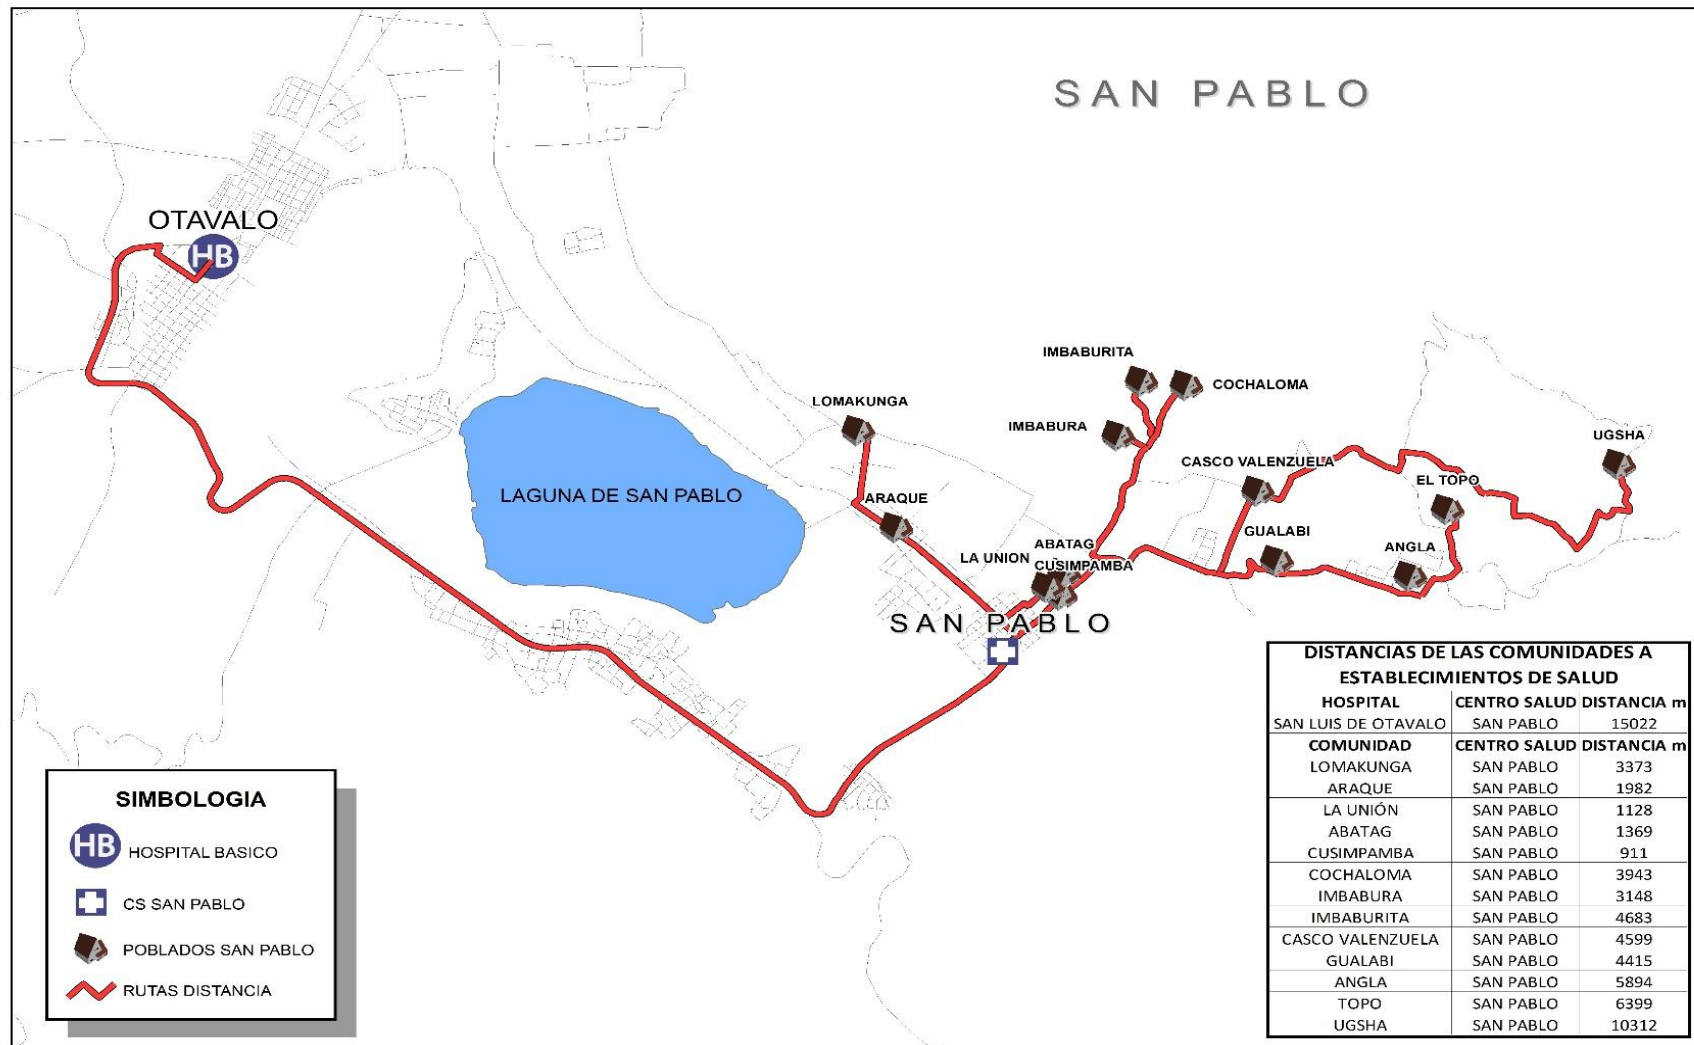 SAN PABLO
OTAVALO
HB
IMBABURITA
COCHALOMA
LOMAKUNGA
IMBABURA
UGSHA
CASCO VALENZUELA
EL TOPO
LAGUNA DE SAN PABLO
ARAQUE
GUALABI
ABATAG
ANGLA
LA UNION
CUSIMPAMBA
SAN PABLO
DISTANCIAS DE LAS COMUNIDADES A
ESTABLECIMIENTOS DE SALUD
HOSPITAL CENTRO SALUD DISTANCIA m
SAN LUIS DE OTAVALO SAN PABLO 15022
COMUNIDAD CENTRO SALUD DISTANCIA m
LOMAKUNGA SAN PABLO 3373
ARAQUE SAN PABLO 1982
LA UNIÓN SAN PABLO 1128
ABATAG SAN PABLO 1369
CUSIMPAMBA SAN PABLO 911
COCHALOMA SAN PABLO 3943
IMBABURA SAN PABLO 3148
IMBABURITA SAN PABLO 4683
CASCO VALENZUELA SAN PABLO 4599
GUALABI SAN PABLO 4415
ANGLA SAN PABLO 5894
TOPO SAN PABLO 6399
UGSHA SAN PABLO 10312
SIMBOLOGIA
HB HOSPITAL BASICO
CS SAN PABLO
POBLADOS SAN PABLO
RUTAS DISTANCIA